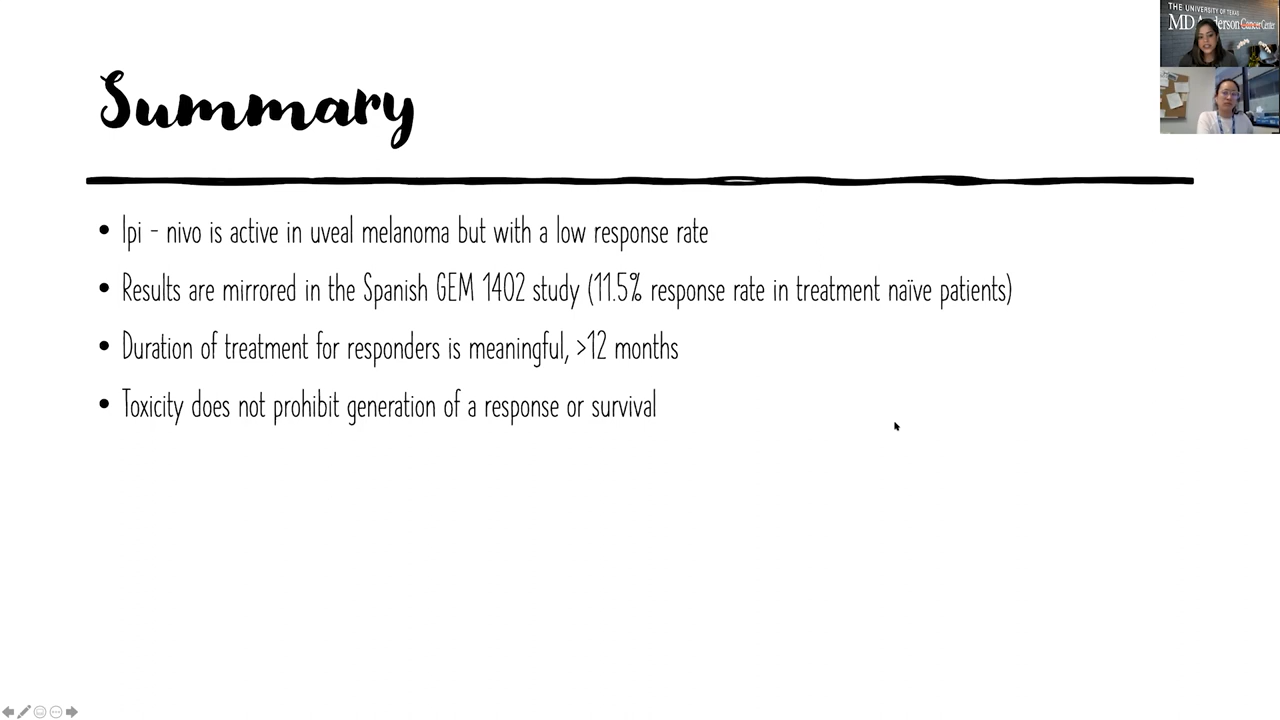 THE UNIVERSITY OF TEXAS
MD Anderson Cancer Center
Summary
• Ipi - nivo is active in uveal melanoma but with a low response rate
• Results are mirrored in the Spanish GEM 1402 study (11.5% response rate in treatment naïve patients)
• Duration of treatment for responders is meaningful, >12 months
• Toxicity does not prohibit generation of a response or survival